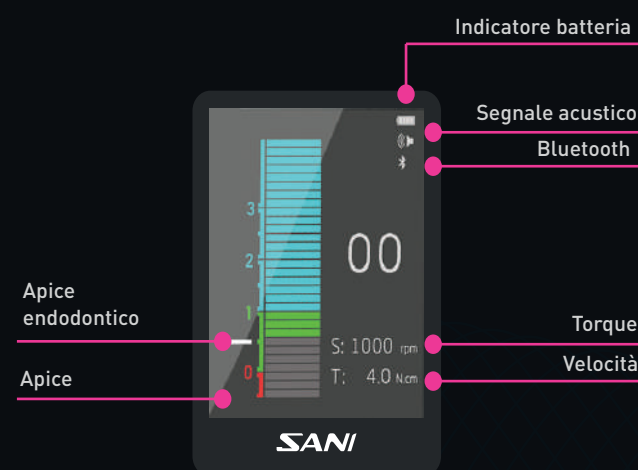 Indicatore batteria
Segnale acustico
Bluetooth
3
2
00
1
Apice
endodontico
S: 1000 rpm
Torque
0
T: 4.0 N.cm
Velocità
Apice
SANI